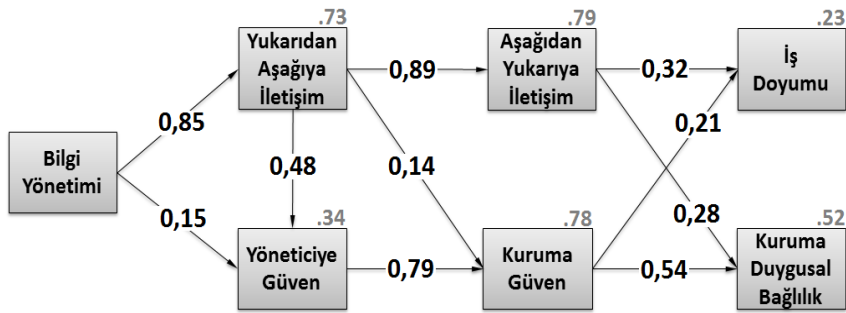 .73
.79
.23
Yukarıdan
Aşağıya
İletişim
0,89
Aşağıdan
Yukarıya
İletişim
0,32
İş
Doyumu
0,85
0,21
Bilgi
Yönetimi
0,48
0,14
0,15
0,28
.34
.78
.52
Yöneticiye
Güven
0,79
Kuruma
Güven
0,54
Kuruma
Duygusal
Bağlılık